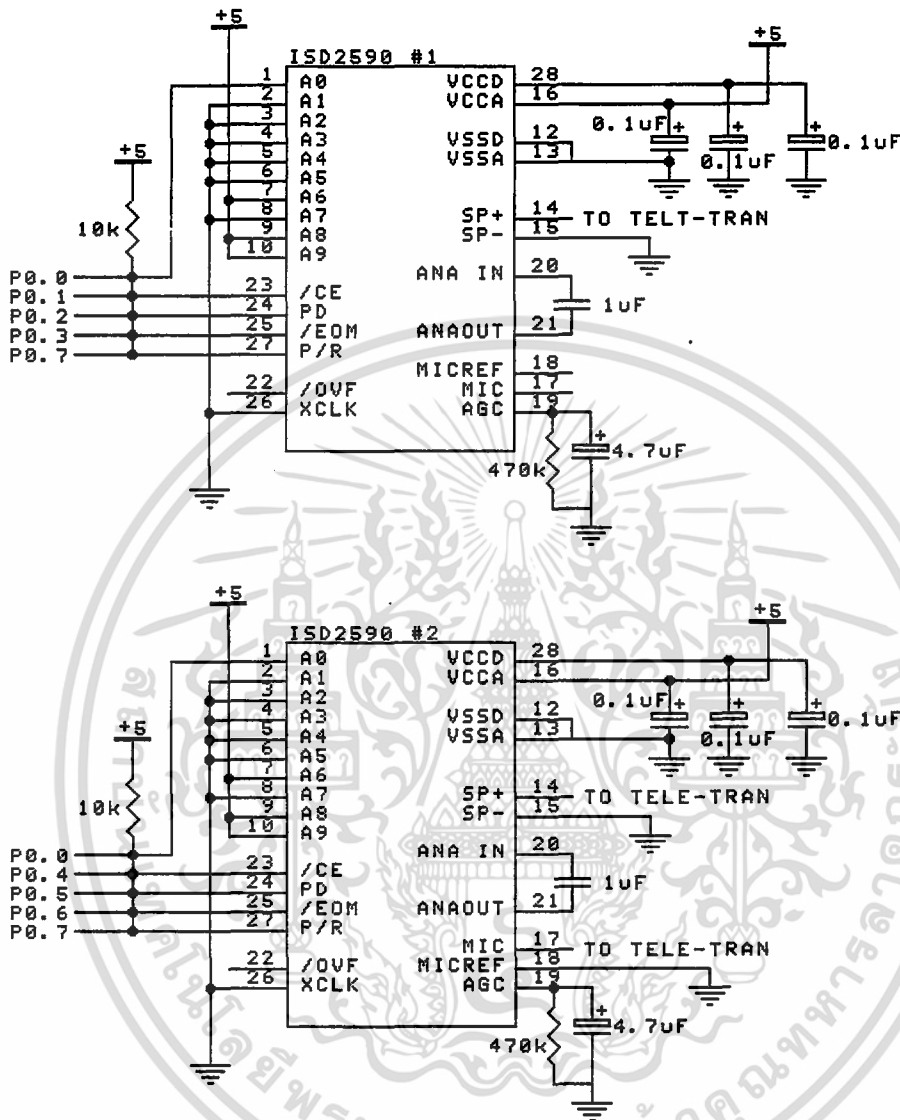 +5
+5
ISD2590 #1
1 A0 VCCD 28
2 A1 VCCA 16
3 A2
4 A3 VSSD 12 0.1uF + + + 0.1uF
5 A4 VSSA 13 0.1uF
6 A5
7 A6
8 A7 SP+ 14 TO TELT-TRAN
9 A8 SP- 15
10 A9
+5
10k
ANA IN 20
1uF
ANAOUT 21
P0.0
P0.1 23 /CE
P0.2 24 PD
P0.3 25 /EOM
P0.7 27 P/R
MICREF 18
22 /OVF MIC 17
26 XCLK AGC 19
470k + 4.7uF
+5
+5
ISD2590 #2
1 A0 VCCD 28
2 A1 VCCA 16
3 A2
4 A3 VSSD 12 0.1uF + + + 0.1uF
5 A4 VSSA 13 0.1uF
6 A5
7 A6
8 A7 SP+ 14 TO TELE-TRAN
9 A8 SP- 15
10 A9
+5
10k
ANA IN 20
1uF
ANAOUT 21
P0.0
P0.4 23 /CE
P0.5 24 PD
P0.6 25 /EOM
P0.7 27 P/R
MIC 17 TO TELE-TRAN
22 /OVF MICREF 18
26 XCLK AGC 19
470k + 4.7uF